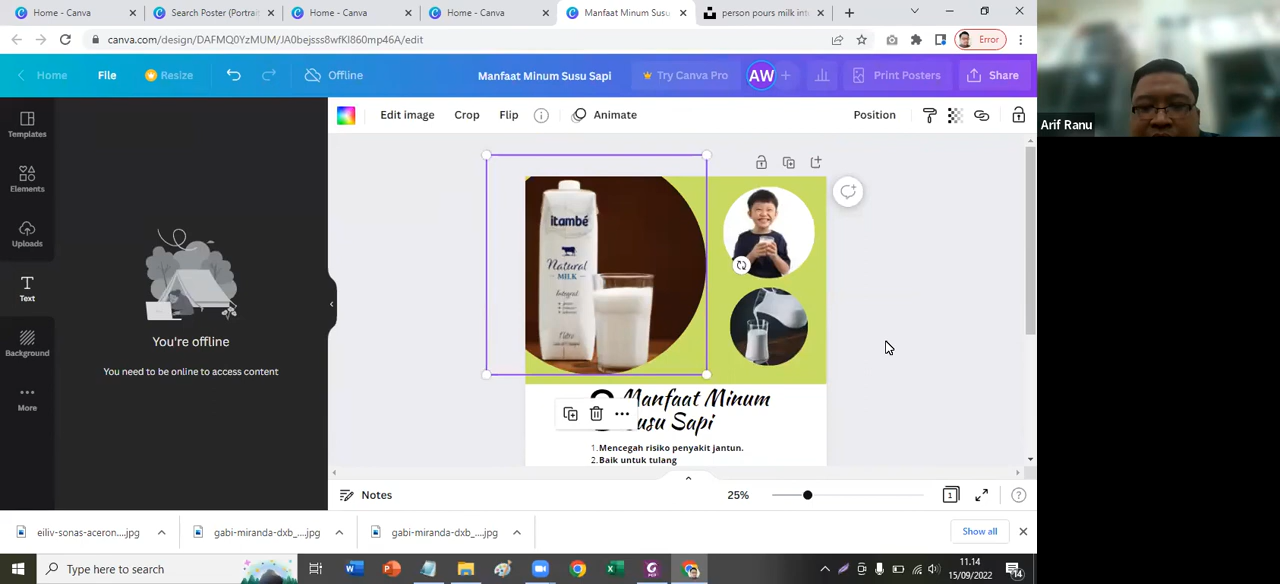 Home - Canva
Search Poster (Portrait
Home - Canva
Home - Canva
Manfaat Minum Susu
person pours milk int
canva.com/design/DAFMQ0YzMUM/JA0bejsss8wfKI860mp46A/edit
Error
Home
File
Resize
Offline
Manfaat Minum Susu Sapi
Try Canva Pro
AW
Print Posters
Share
Templates
Elements
Uploads
Text
Background
More
You're offline
You need to be online to access content
Edit image
Crop
Flip
Animate
Position
itambé
Natural
MILK
Integral
Manfaat Minum
Susu Sapi
1. Mencegah risiko penyakit jantun.
2. Baik untuk tulang
Notes
25%
1
eiliv-sonas-aceron....jpg
gabi-miranda-dxb_....jpg
gabi-miranda-dxb_....jpg
Show all
Type here to search
11.14
15/09/2022
14
Arif Ranu